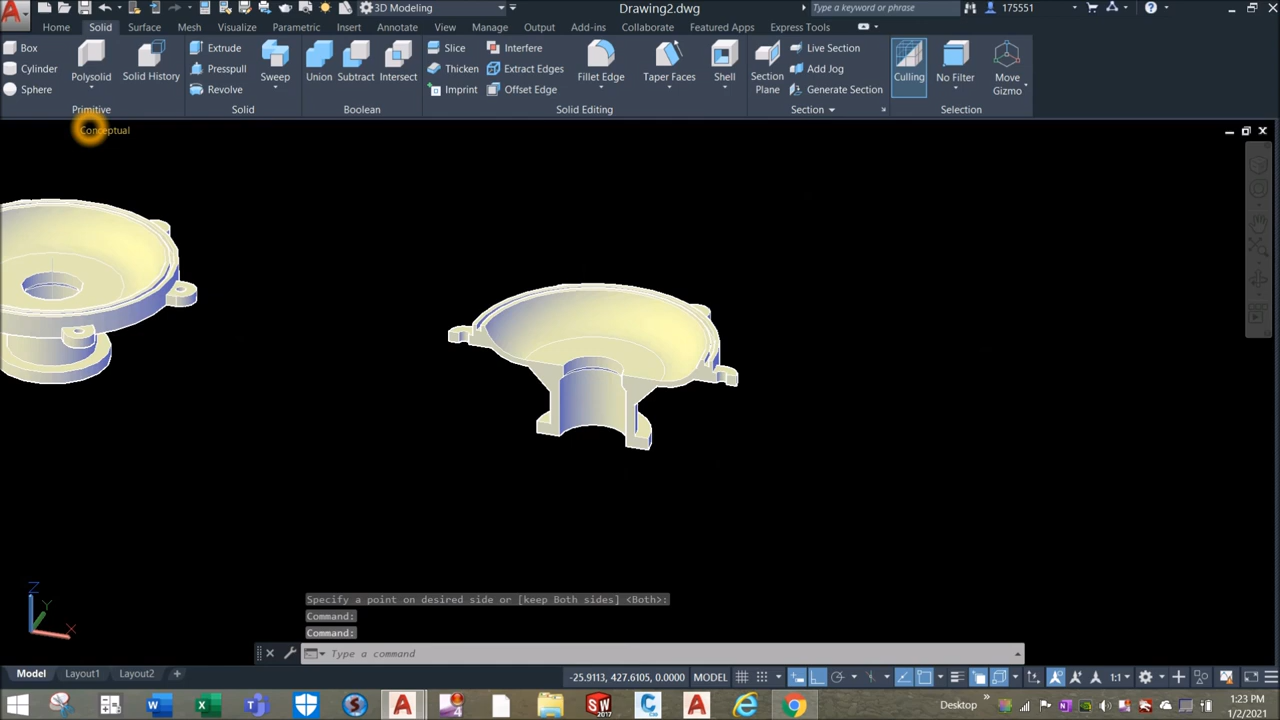 3D Modeling
Drawing2.dwg
Type a keyword or phrase
175551
Home Solid Surface Mesh Visualize Parametric Insert Annotate View Manage Output Add-ins Collaborate Featured Apps Express Tools
Box
Cylinder
Sphere
Polysolid
Solid History
Primitive
Extrude
Presspull
Revolve
Sweep
Solid
Union
Subtract
Intersect
Boolean
Slice
Thicken
Imprint
Interfere
Extract Edges
Offset Edge
Fillet Edge
Taper Faces
Shell
Solid Editing
Section
Plane
Live Section
Add Jog
Generate Section
Section
Culling
No Filter
Move
Gizmo
Selection
Conceptual
Z
Y
X
Specify a point on desired side or [keep Both sides] <Both>:
Command:
Command:
Type a command
Model Layout1 Layout2
-25.9113, 427.6105, 0.0000 MODEL
1:1
Desktop
1:23 PM
1/2/2021